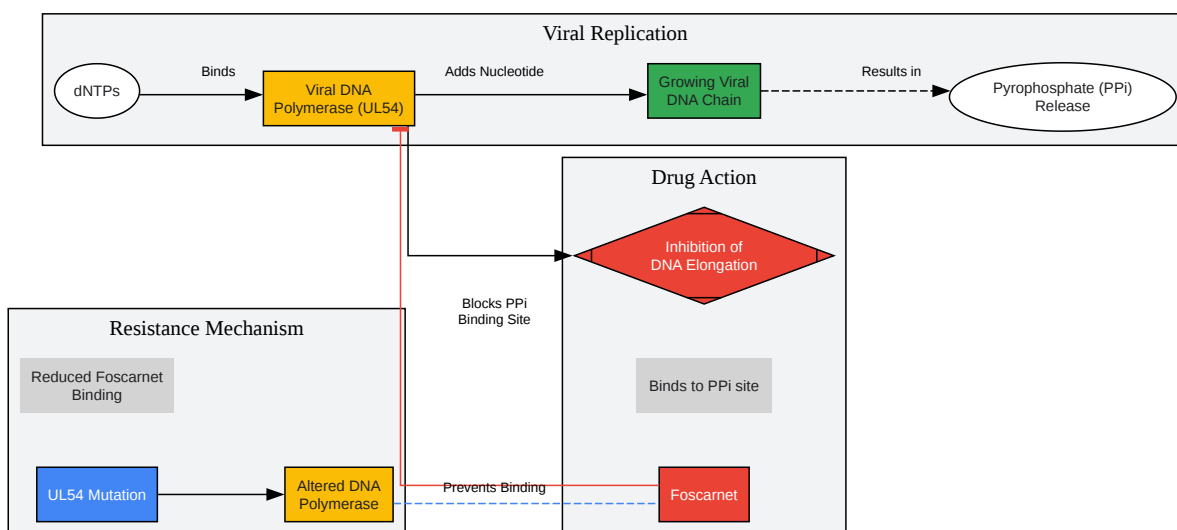 Viral Replication
dNTPs
Binds
Viral DNA
Polymerase (UL54)
Adds Nucleotide
Growing Viral
DNA Chain
Results in
Pyrophosphate (PPi)
Release
Drug Action
Inhibition of
DNA Elongation
Blocks PPi
Binding Site
Binds to PPi site
Foscarnet
Resistance Mechanism
Reduced Foscarnet
Binding
UL54 Mutation
Altered DNA
Polymerase
Prevents Binding